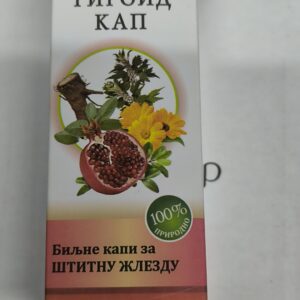 ТИРОИД
КАП
100%
ПРИРОДНО
Биљне капи за
ШТИТНУ ЖЛЕЗДУ